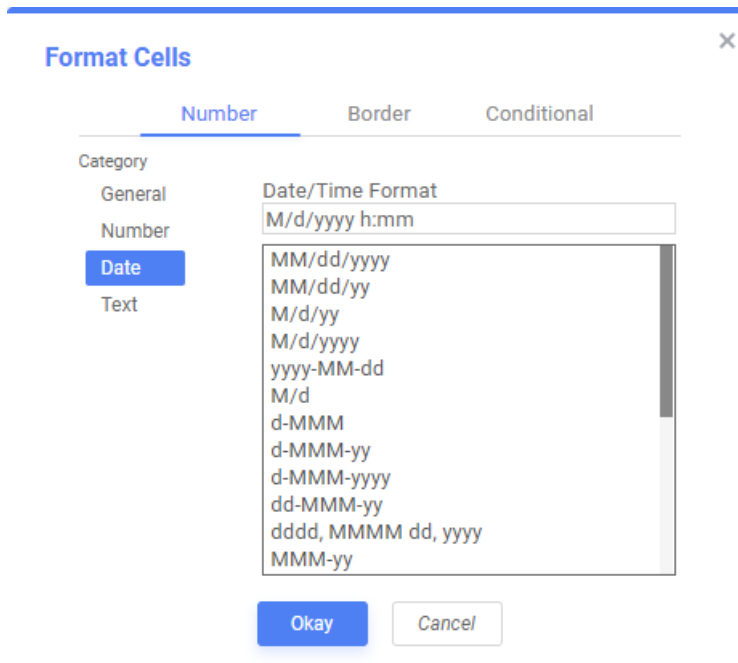 ×
Format Cells
Number Border Conditional
Category
General
Number
Date
Text
Date/Time Format
M/d/yyyy h:mm
MM/dd/yyyy
MM/dd/yy
M/d/yy
M/d/yyyy
yyyy-MM-dd
M/d
d-MMM
d-MMM-yy
d-MMM-yyyy
dd-MMM-yy
dddd, MMMM dd, yyyy
MMM-yy
Okay Cancel